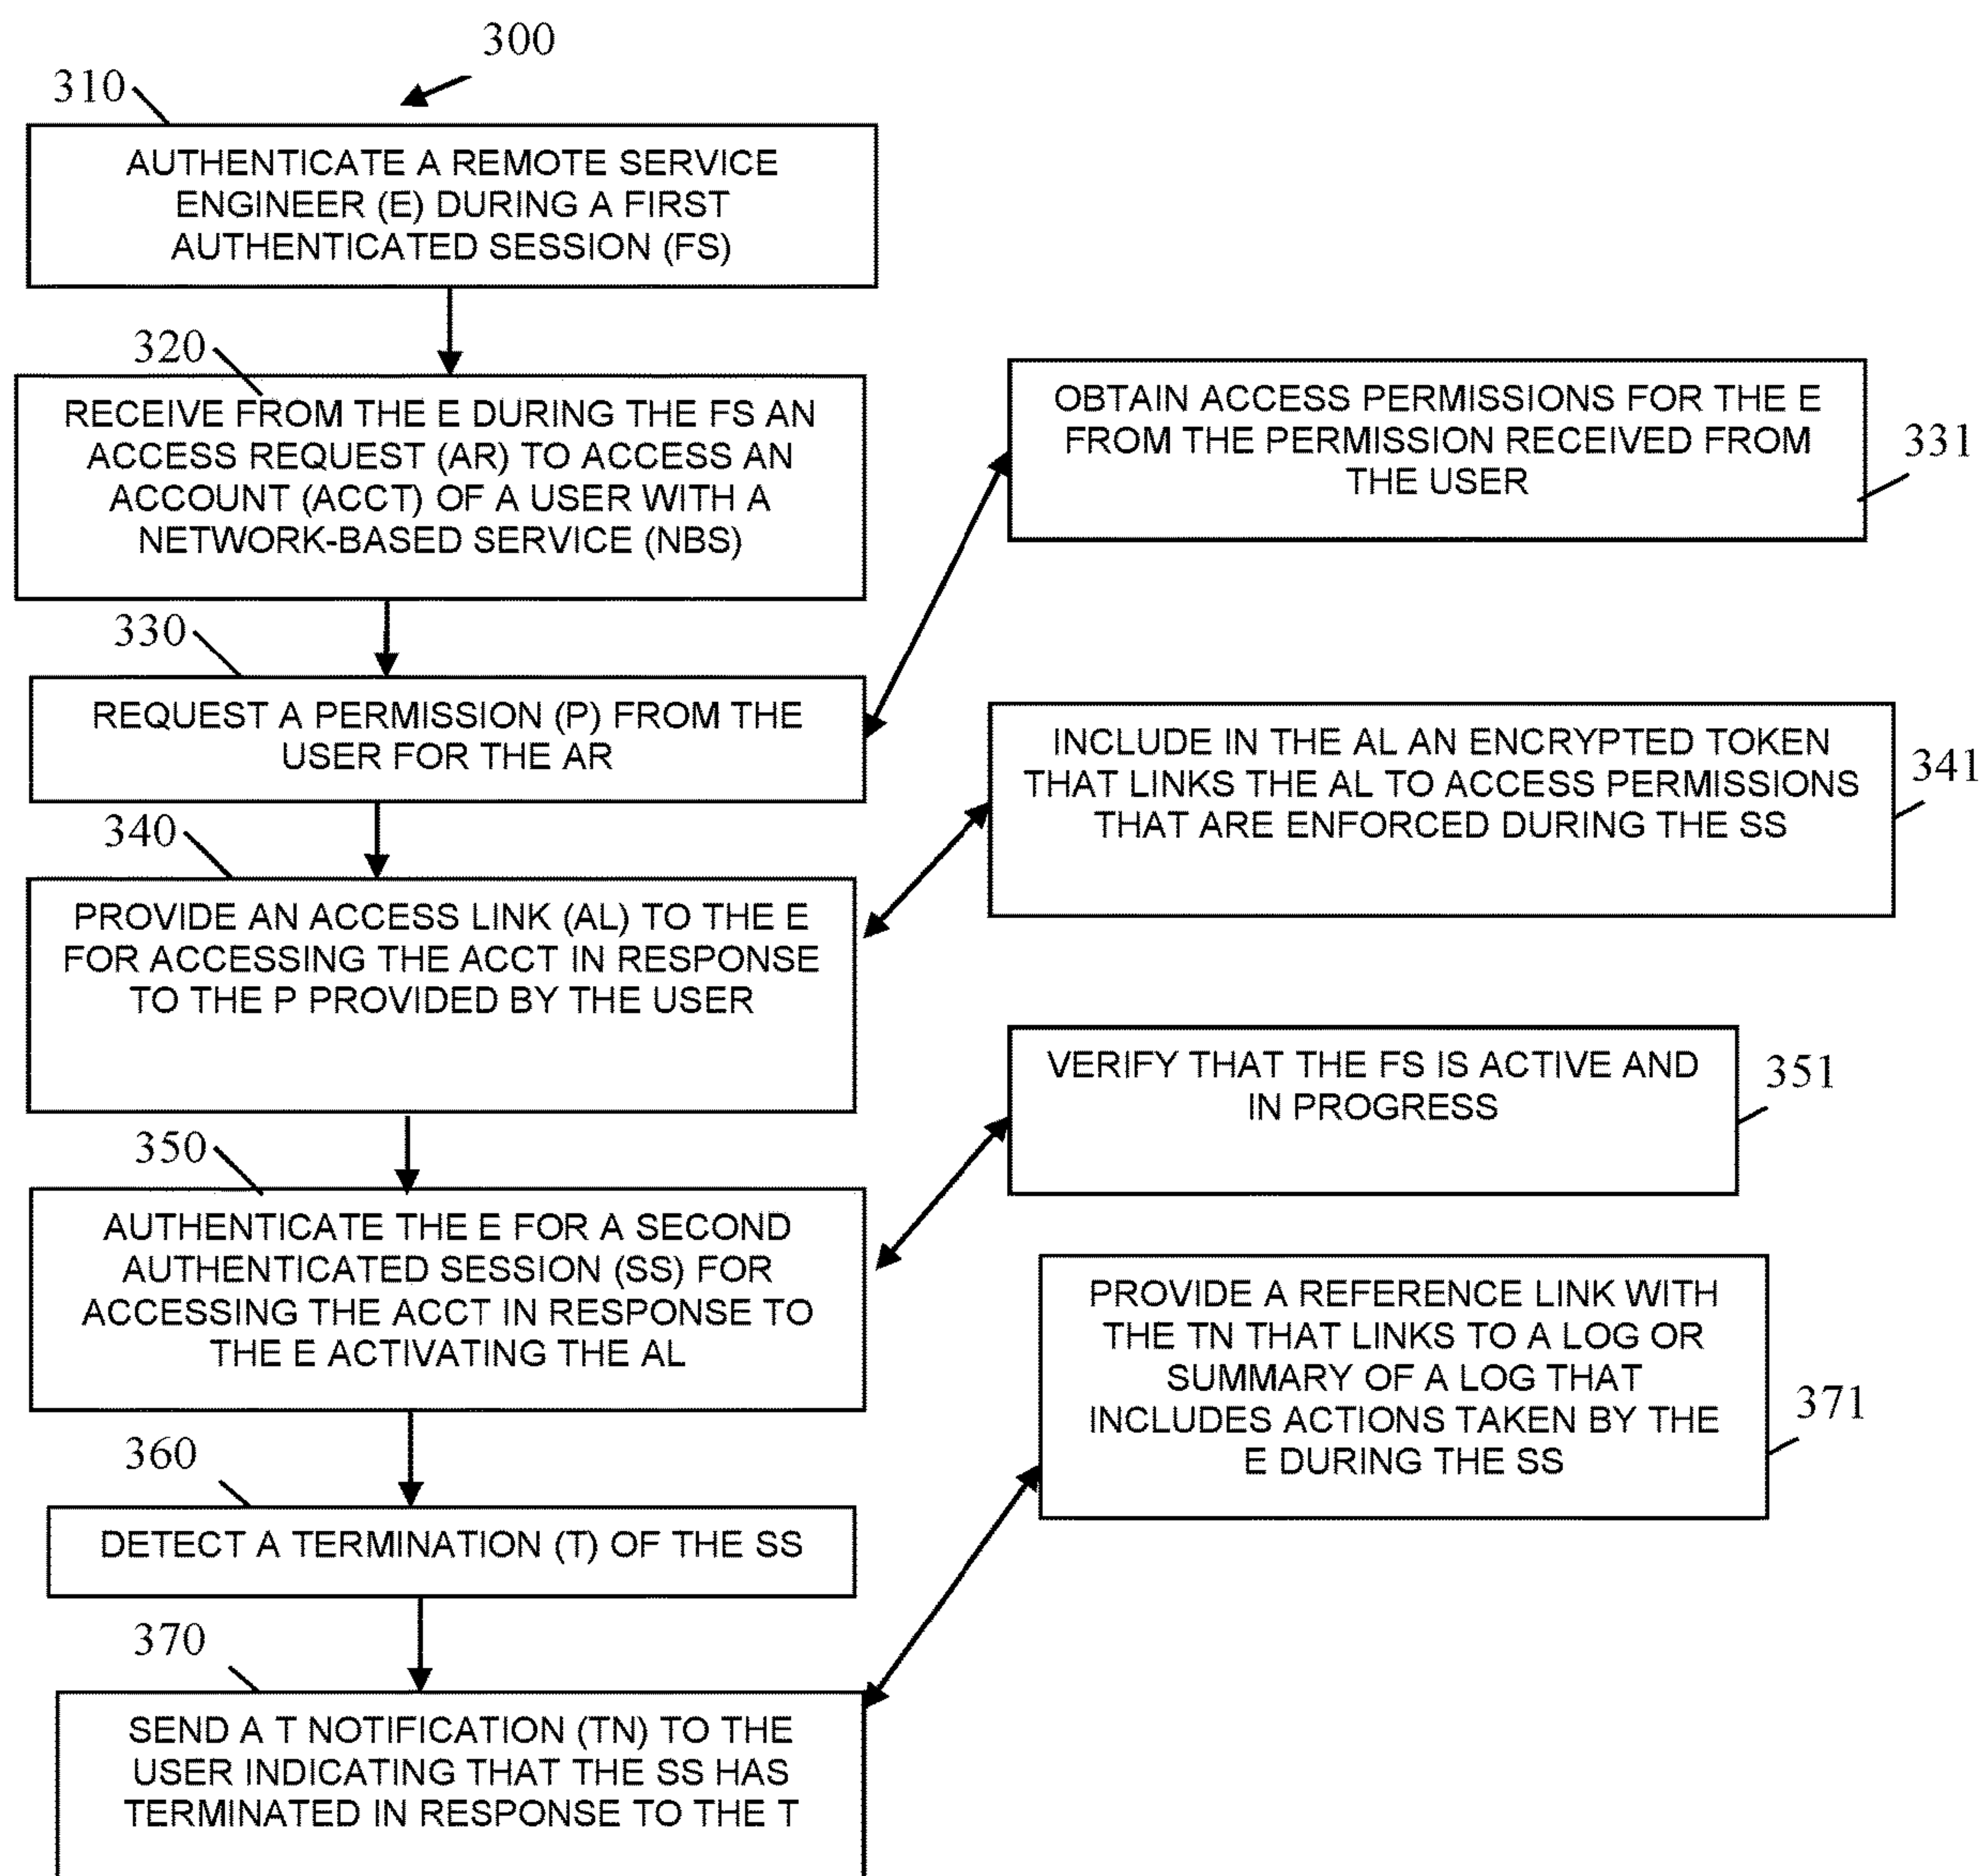 300
310
AUTHENTICATE A REMOTE SERVICE
ENGINEER (E) DURING A FIRST
AUTHENTICATED SESSION (FS)
320
RECEIVE FROM THE E DURING THE FS AN
ACCESS REQUEST (AR) TO ACCESS AN
ACCOUNT (ACCT) OF A USER WITH A
NETWORK-BASED SERVICE (NBS)
OBTAIN ACCESS PERMISSIONS FOR THE E
FROM THE PERMISSION RECEIVED FROM
THE USER
331
330
REQUEST A PERMISSION (P) FROM THE
USER FOR THE AR
INCLUDE IN THE AL AN ENCRYPTED TOKEN
THAT LINKS THE AL TO ACCESS PERMISSIONS
THAT ARE ENFORCED DURING THE SS
341
340
PROVIDE AN ACCESS LINK (AL) TO THE E
FOR ACCESSING THE ACCT IN RESPONSE
TO THE P PROVIDED BY THE USER
VERIFY THAT THE FS IS ACTIVE AND
IN PROGRESS
351
350
AUTHENTICATE THE E FOR A SECOND
AUTHENTICATED SESSION (SS) FOR
ACCESSING THE ACCT IN RESPONSE TO
THE E ACTIVATING THE AL
PROVIDE A REFERENCE LINK WITH
THE TN THAT LINKS TO A LOG OR
SUMMARY OF A LOG THAT
INCLUDES ACTIONS TAKEN BY THE
E DURING THE SS
371
360
DETECT A TERMINATION (T) OF THE SS
370
SEND A T NOTIFICATION (TN) TO THE
USER INDICATING THAT THE SS HAS
TERMINATED IN RESPONSE TO THE T